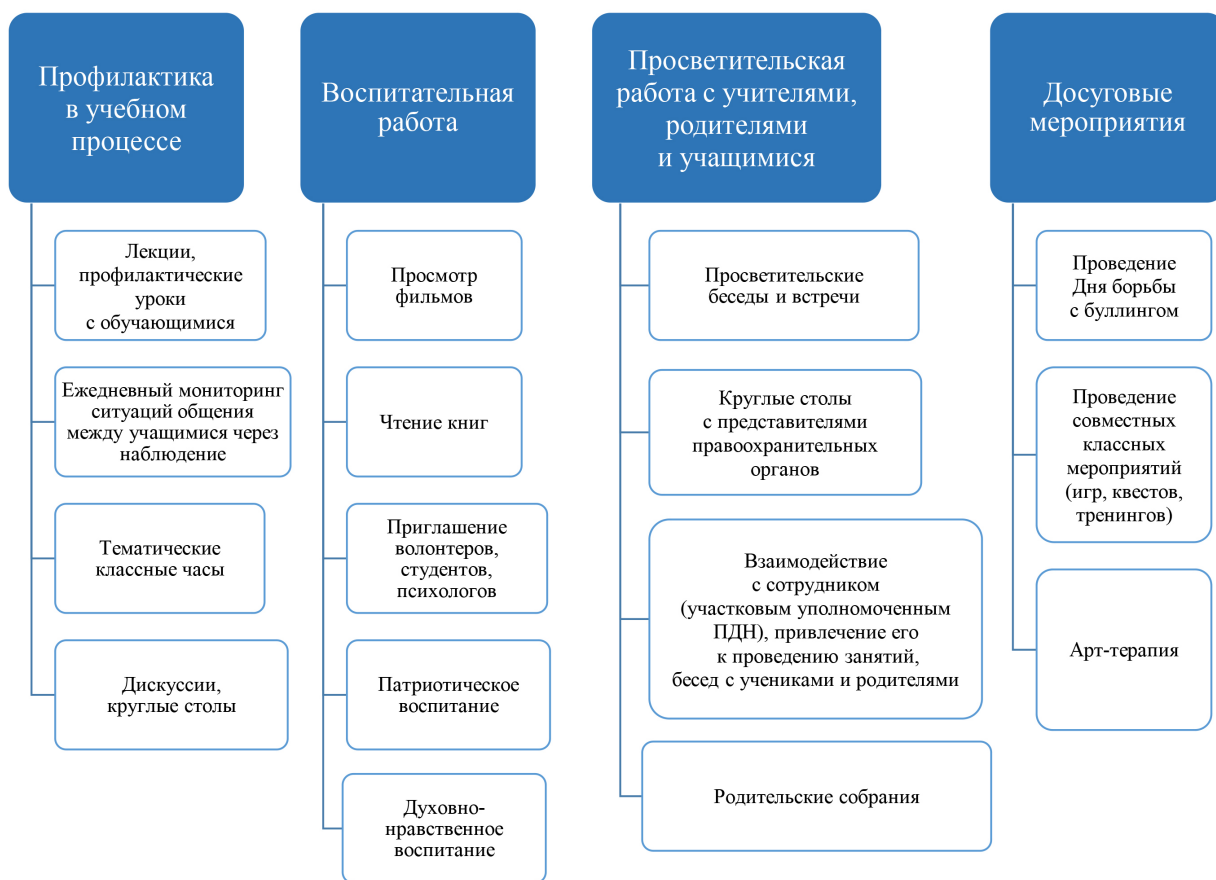 Профилактика
в учебном
процессе
Лекции,
профилактические
уроки
с обучающимися
Ежедневный мониторинг
ситуаций общения
между учащимися через
наблюдение
Тематические
классные часы
Дискуссии,
круглые столы
Воспитательная
работа
Просмотр
фильмов
Чтение книг
Приглашение
волонтеров,
студентов,
психологов
Патриотическое
воспитание
Духовно-
нравственное
воспитание
Просветительская
работа с учителями,
родителями
и учащимися
Просветительские
беседы и встречи
Круглые столы
с представителями
правоохранительных
органов
Взаимодействие
с сотрудником
(участковым уполномоченным
ПДН), привлечение его
к проведению занятий,
бесед с учениками и родителями
Родительские собрания
Досуговые
мероприятия
Проведение
Дня борьбы
с буллингом
Проведение
совместных
классных
мероприятий
(игр, квестов,
тренингов)
Арт-терапия